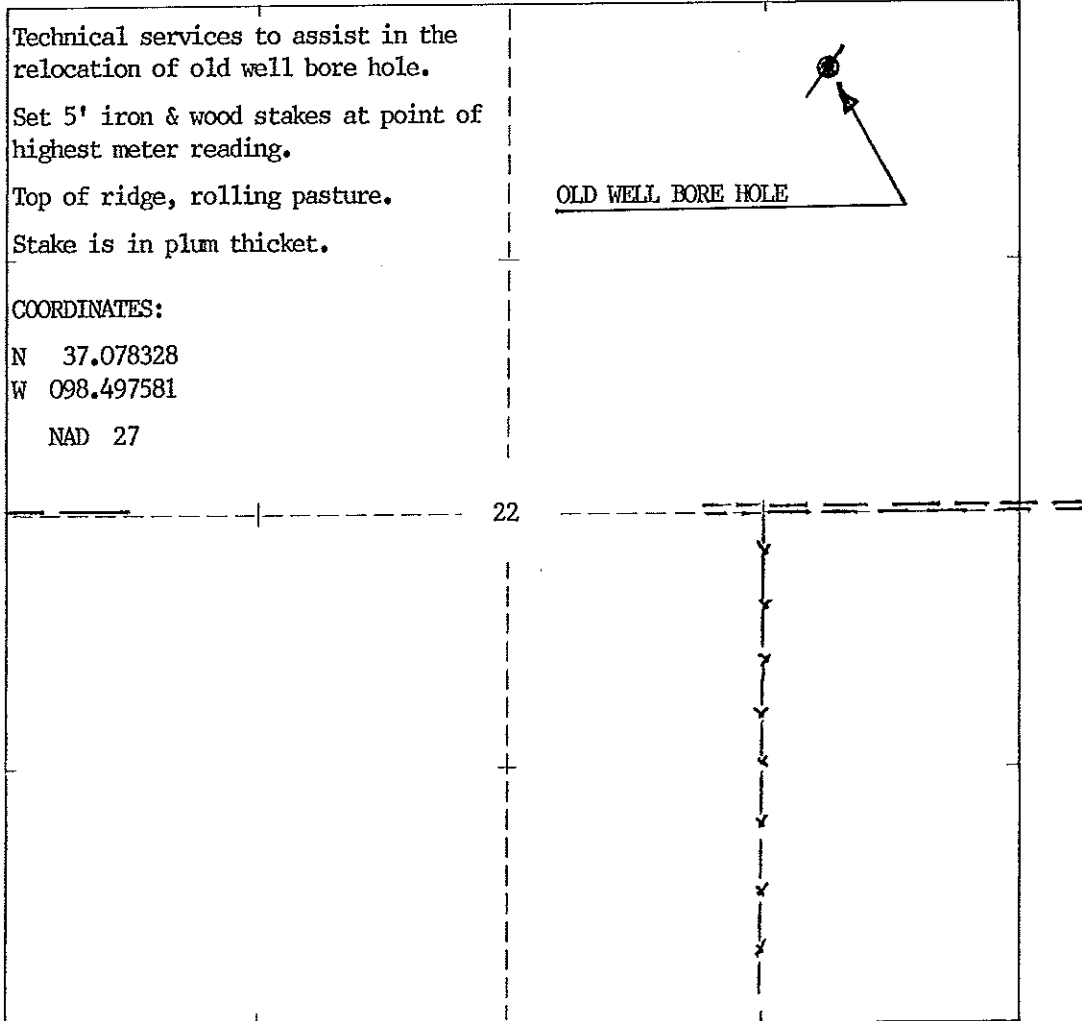 Technical services to assist in the
relocation of old well bore hole.
Set 5' iron & wood stakes at point of
highest meter reading.
Top of ridge, rolling pasture.
Stake is in plum thicket.
OLD WELL BORE HOLE
COORDINATES:
N 37.078328
W 098.497581
NAD 27
22